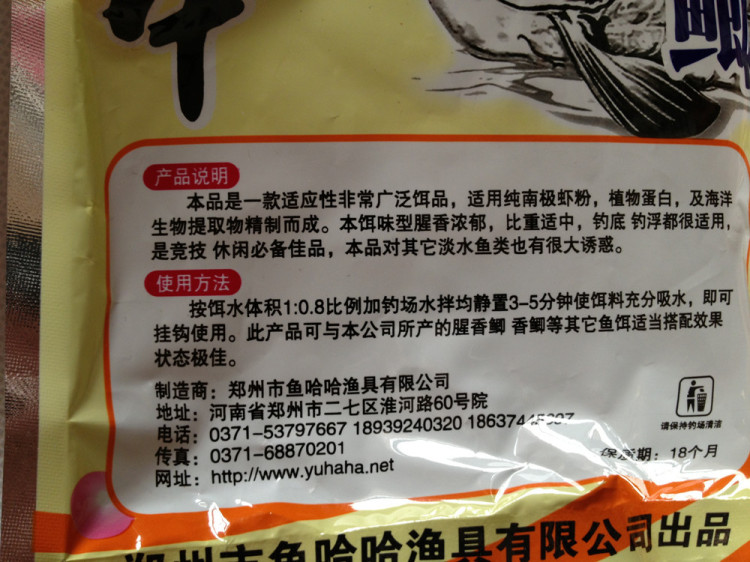 产品说明
本品是一款适应性非常广泛饵品，适用纯南极虾粉，植物蛋白，及海洋
生物提取物精制而成。本饵味型腥香浓郁，比重适中，钓底 钓浮都很适用，
是竞技 休闲必备佳品，本品对其它淡水鱼类也有很大诱惑。
使用方法
按饵水体积1:0.8比例加钓场水拌均静置3-5分钟使饵料充分吸水，即可
挂钩使用。此产品可与本公司所产的腥香鲫 香鲫等其它鱼饵适当搭配效果
状态极佳。
制造商：郑州市鱼哈哈渔具有限公司
地址：河南省郑州市二七区淮河路60号院
电话：0371-53797667 18939240320
传真：0371-68870201
网址：http://www.yuhaha.net
请保持钓场清洁
保质期：18个月
郑州市鱼哈哈渔具有限公司出品